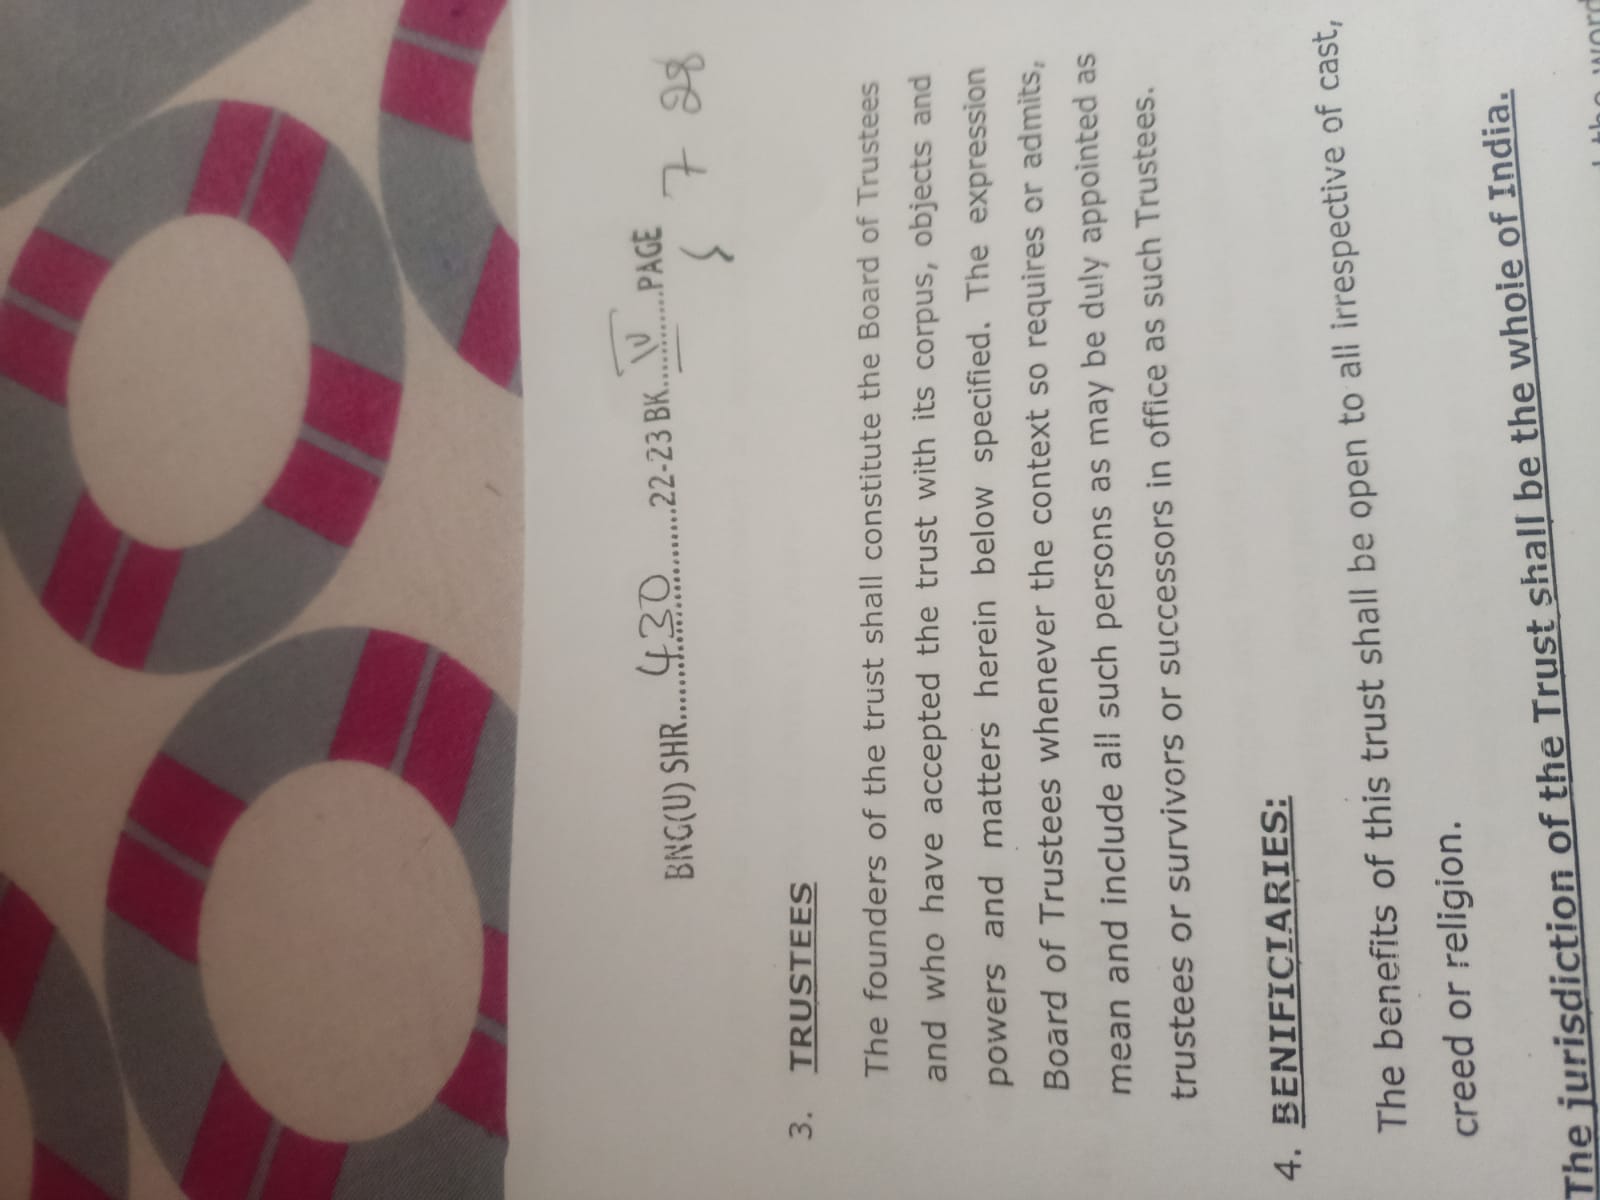 BNG(U) SHR.......430.........22-23 BK....IV.....PAGE
7 28
3. TRUSTEES
The founders of the trust shall constitute the Board of Trustees
and who have accepted the trust with its corpus, objects and
powers and matters herein below specified. The expression
Board of Trustees whenever the context so requires or admits,
mean and include all such persons as may be duly appointed as
trustees or survivors or successors in office as such Trustees.
4. BENIFICIARIES:
The benefits of this trust shall be open to all irrespective of cast,
creed or religion.
The jurisdiction of the Trust shall be the whole of India.